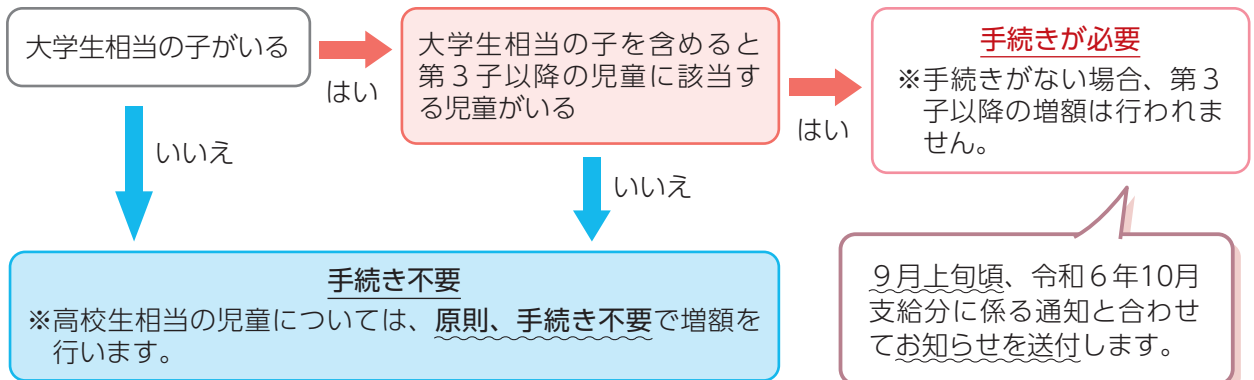 大学生相当の子がいる
はい
大学生相当の子を含めると
第３子以降の児童に該当す
る児童がいる
はい
手続きが必要
※手続きがない場合、第３
子以降の増額は行われま
せん。
いいえ
いいえ
手続き不要
※高校生相当の児童については、原則、手続き不要で増額を
行います。
９月上旬頃、令和６年10月
支給分に係る通知と合わせ
てお知らせを送付します。